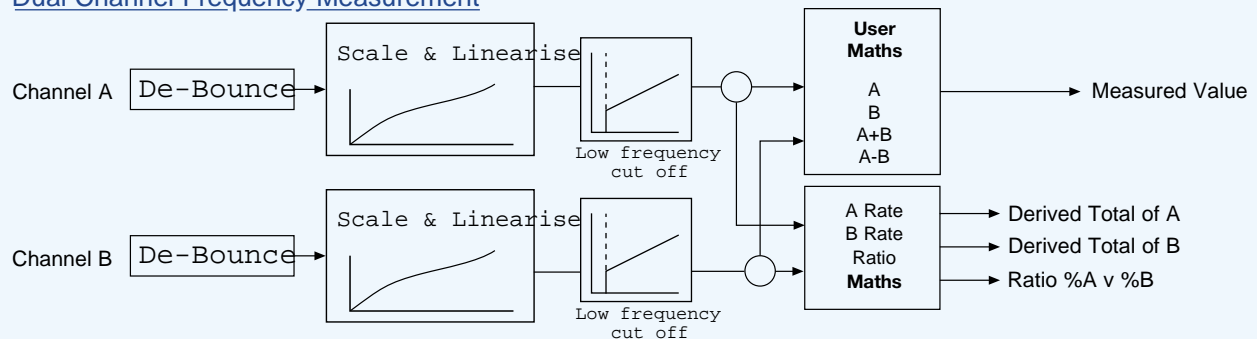 Dual Channel Frequency Measurement
Channel A
De-Bounce
Scale & Linearise
Low frequency
cut off
User
Maths
A
B
A+B
A-B
Measured Value
Channel B
De-Bounce
Scale & Linearise
Low frequency
cut off
A Rate
B Rate
Ratio
Maths
Derived Total of A
Derived Total of B
Ratio %A v %B